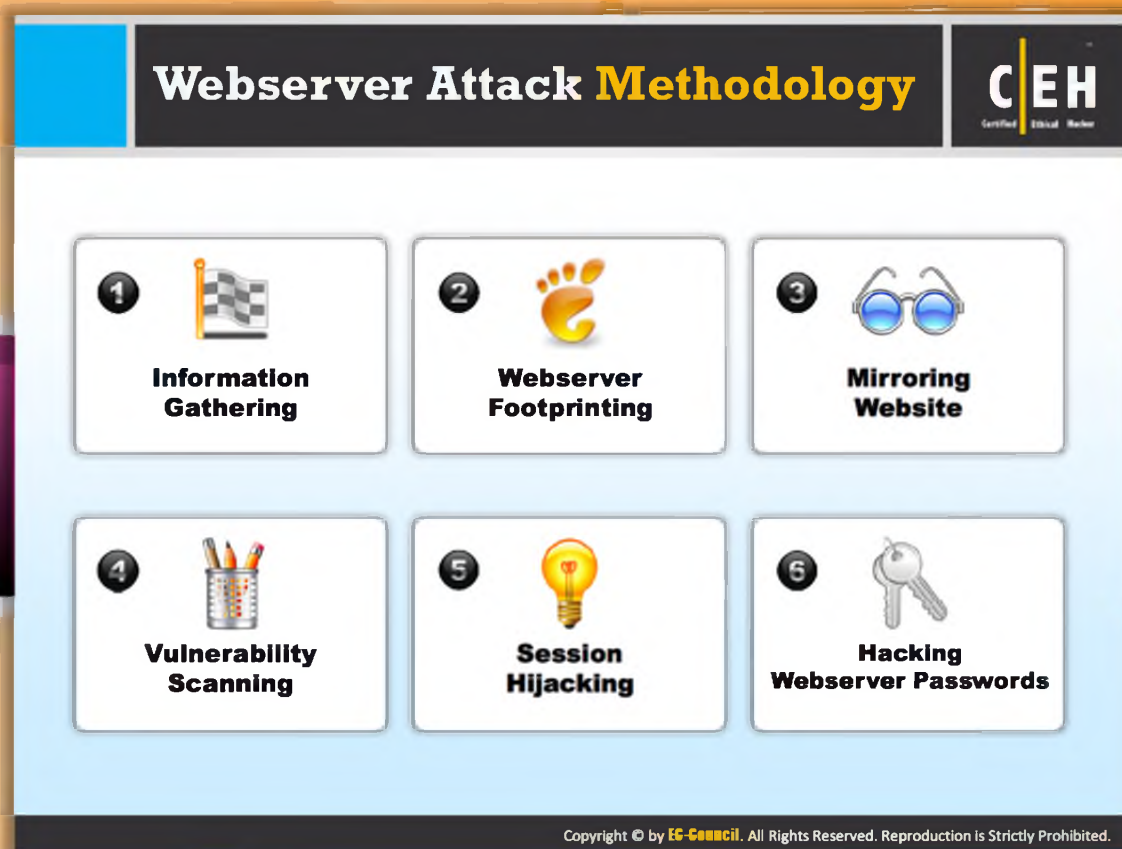 Webserver Attack Methodology
C|EH
Certified Ethical Hacker
1
Information
Gathering
2
Webserver
Footprinting
3
Mirroring
Website
4
Vulnerability
Scanning
5
Session
Hijacking
6
Hacking
Webserver Passwords
Copyright © by EC-Council. All Rights Reserved. Reproduction is Strictly Prohibited.